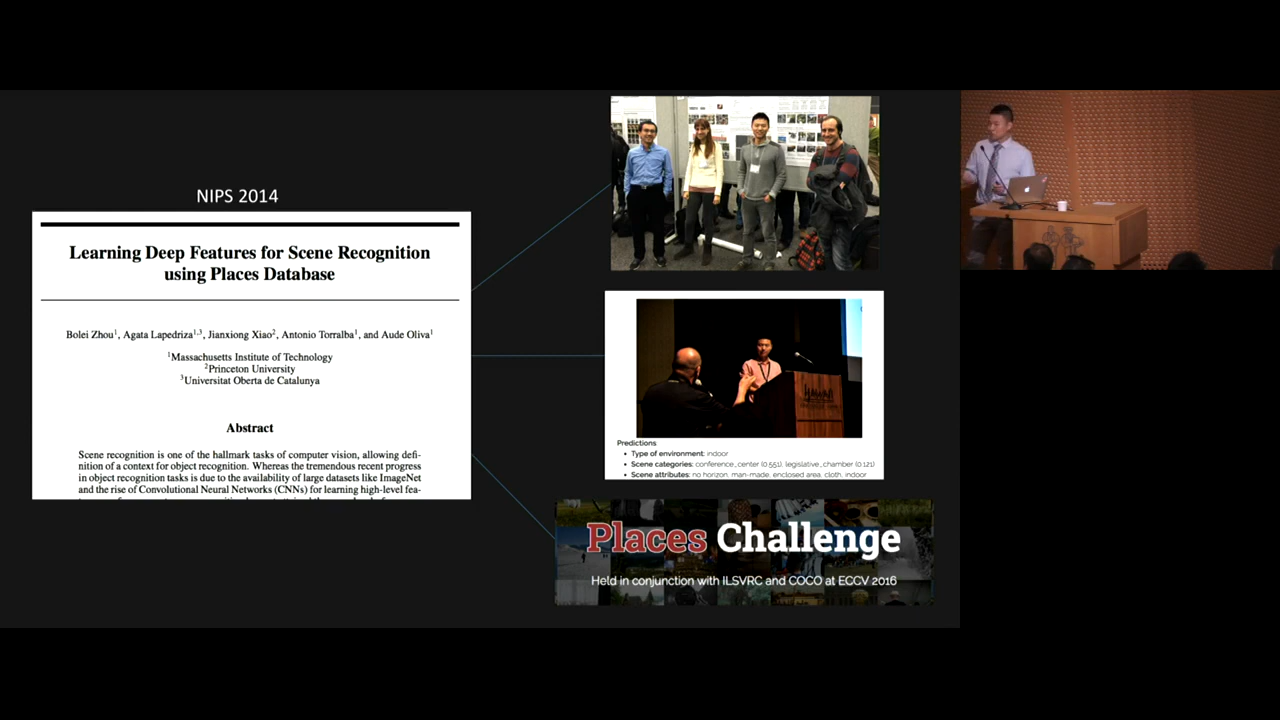 NIPS 2014
Learning Deep Features for Scene Recognition
using Places Database
Bolei Zhou¹, Agata Lapedriza¹,³, Jianxiong Xiao², Antonio Torralba¹, and Aude Oliva¹
¹Massachusetts Institute of Technology
²Princeton University
³Universitat Oberta de Catalunya
Abstract
Scene recognition is one of the hallmark tasks of computer vision, allowing defi-
nition of a context for object recognition. Whereas the tremendous recent progress
in object recognition tasks is due to the availability of large datasets like ImageNet
and the rise of Convolutional Neural Networks (CNNs) for learning high-level fea-
HAWAII
Predictions
• Type of environment: indoor
• Scene categories: conference_center (0.551), legislative_chamber (0.121)
• Scene attributes: no horizon, man-made, enclosed area, cloth, indoor
Places Challenge
Held in conjunction with ILSVRC and COCO at ECCV 2016